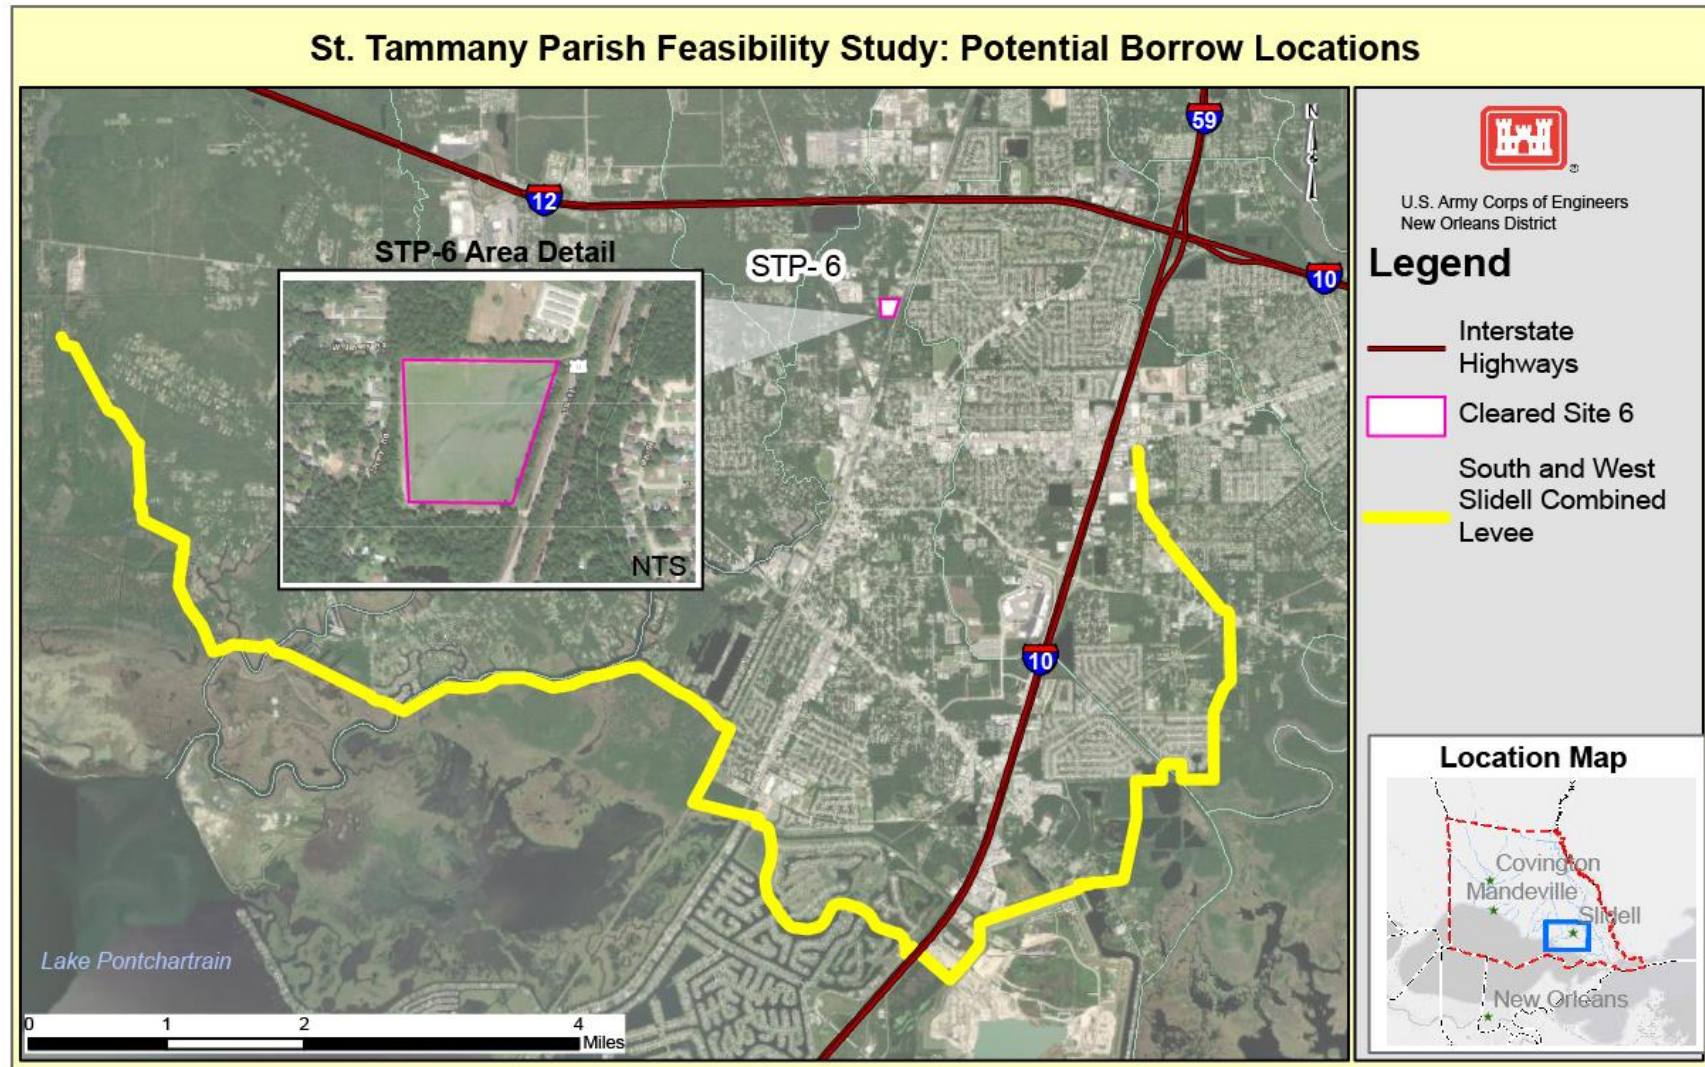 St. Tammany Parish Feasibility Study: Potential Borrow Locations
59
N
12
10
STP-6 Area Detail
STP- 6
NTS
10
Lake Pontchartrain
0 1 2 4
Miles
®
U.S. Army Corps of Engineers
New Orleans District
Legend
Interstate
Highways
Cleared Site 6
South and West
Slidell Combined
Levee
Location Map
Covington
Mandeville
Slidell
New Orleans